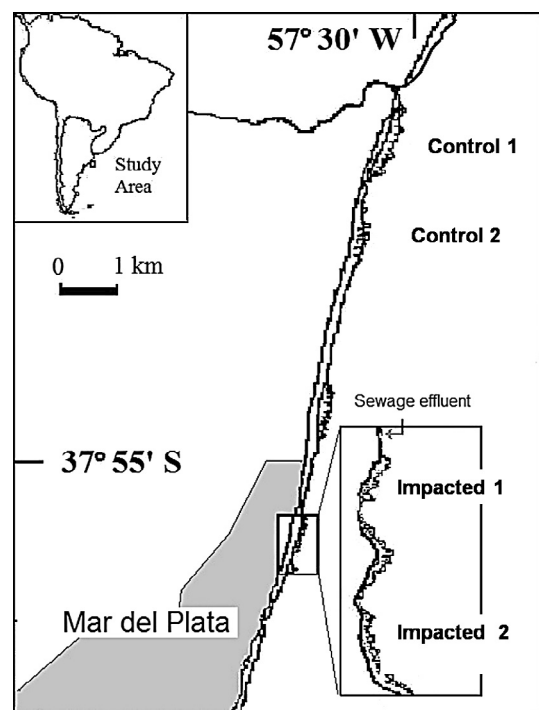 57° 30' W
Study
Area
Control 1
Control 2
0 1 km
Sewage effluent
37° 55' S
Impacted 1
Mar del Plata
Impacted 2